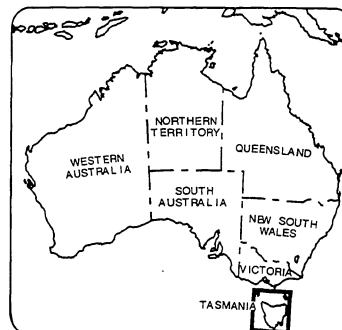 NORTHERN
TERRITORY
QUEENSLAND
WESTERN
AUSTRALIA
SOUTH
AUSTRALIA
NEW SOUTH
WALES
VICTORIA
TASMANIA